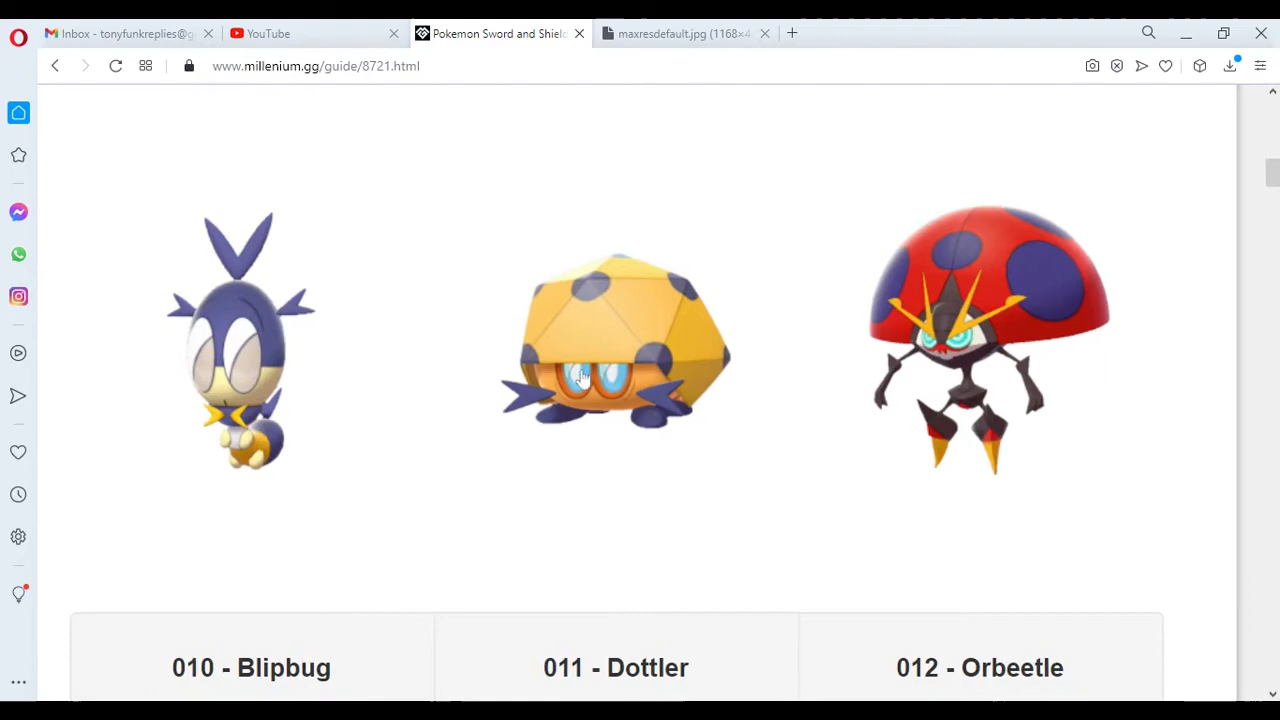 Inbox - tonyfunkreplies@g
YouTube
Pokemon Sword and Shield
maxresdefault.jpg (1168×4
www.millenium.gg/guide/8721.html
010 - Blipbug
011 - Dottler
012 - Orbeetle